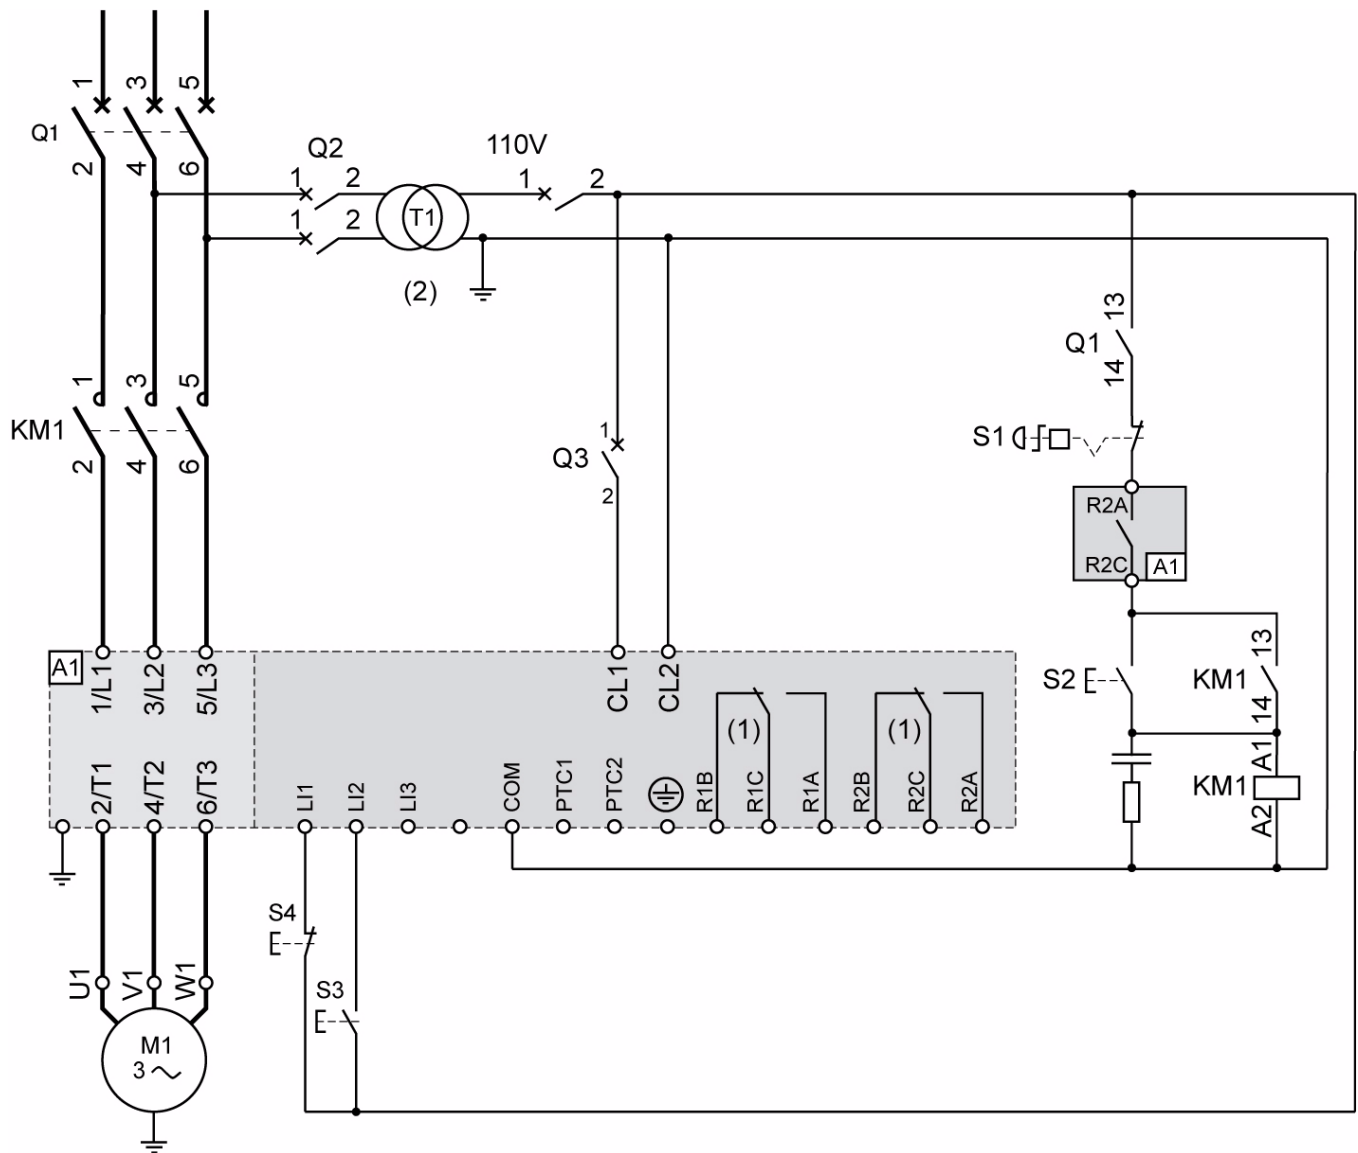 1 3 5
Q1
2 4 6
Q2
1 2
1 2
T1
(2)
110V
1 2
1 3 5
KM1
2 4 6
1
Q3
2
13
Q1
14
S1
R2A
R2C
A1
S2
13
KM1
14
A1
KM1
A2
A1
1/L1 3/L2 5/L3
CL1 CL2
(1) (1)
2/T1 4/T2 6/T3
LI1 LI2 LI3 COM PTC1 PTC2 R1B R1C R1A R2B R2C R2A
S4
S3
U1 V1 W1
M1
3